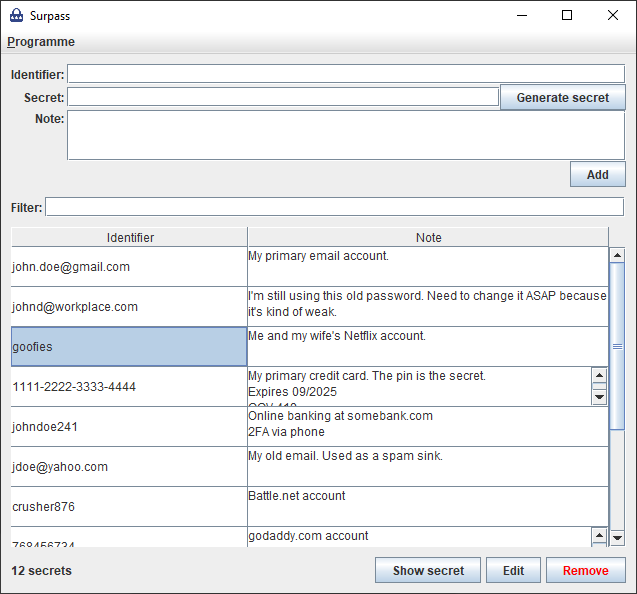 Surpass
Programme
Identifier:
Secret:
Generate secret
Note:
Add
Filter:
Identifier Note
john.doe@gmail.com My primary email account.
johnd@workplace.com I'm still using this old password. Need to change it ASAP because
it's kind of weak.
goofies Me and my wife's Netflix account.
1111-2222-3333-4444 My primary credit card. The pin is the secret.
Expires 09/2025
johndoe241 Online banking at somebank.com
2FA via phone
jdoe@yahoo.com My old email. Used as a spam sink.
crusher876 Battle.net account
768456734 godaddy.com account
12 secrets
Show secret
Edit
Remove